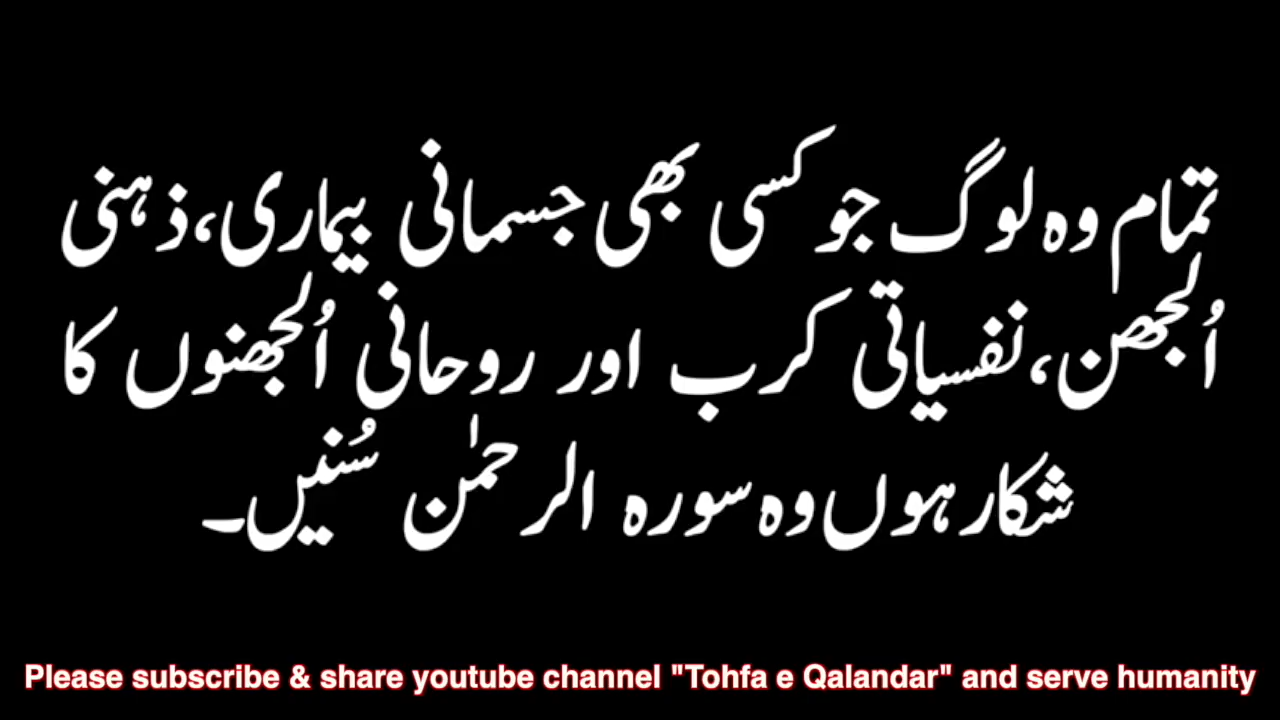 تمام وہ لوگ جو کسی بھی جسمانی بیماری، ذہنی
اُلجھن، نفسیاتی کرب اور روحانی اُلجھنوں کا
شکار ہوں وہ سورہ الرحمٰن سُنیں۔
Please subscribe & share youtube channel "Tohfa e Qalandar" and serve humanity